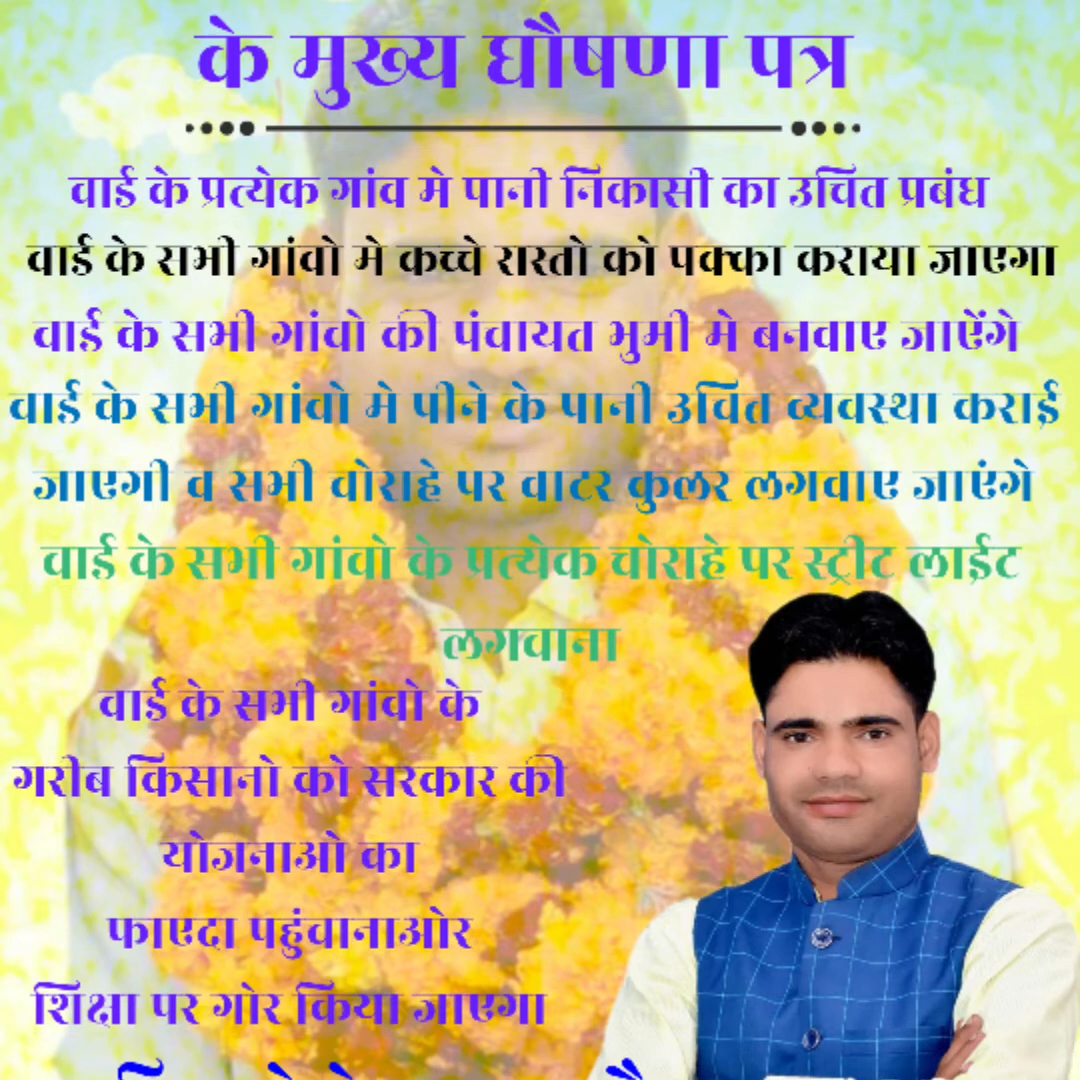 के मुख्य घौषणा पत्र
वार्ड के प्रत्येक गांव मे पानी निकासी का उचित प्रबंध
वार्ड के सभी गांवो मे कच्चे रास्तो को पक्का कराया जाएगा
वार्ड के सभी गांवो की पंचायत भुमी मे बनवाए जाऐंगे
वार्ड के सभी गांवो मे पीने के पानी उचित व्यवस्था कराई
जाएगी व सभी चोराहे पर वाटर कुलर लगवाए जाएंगे
वार्ड के सभी गांवो के प्रत्येक चोराहे पर स्ट्रीट लाईट
लगवाना
वार्ड के सभी गांवो के
गरीब किसानो को सरकार की
योजनाओ का
फाएदा पहुंचानाओर
शिक्षा पर गोर किया जाएगा